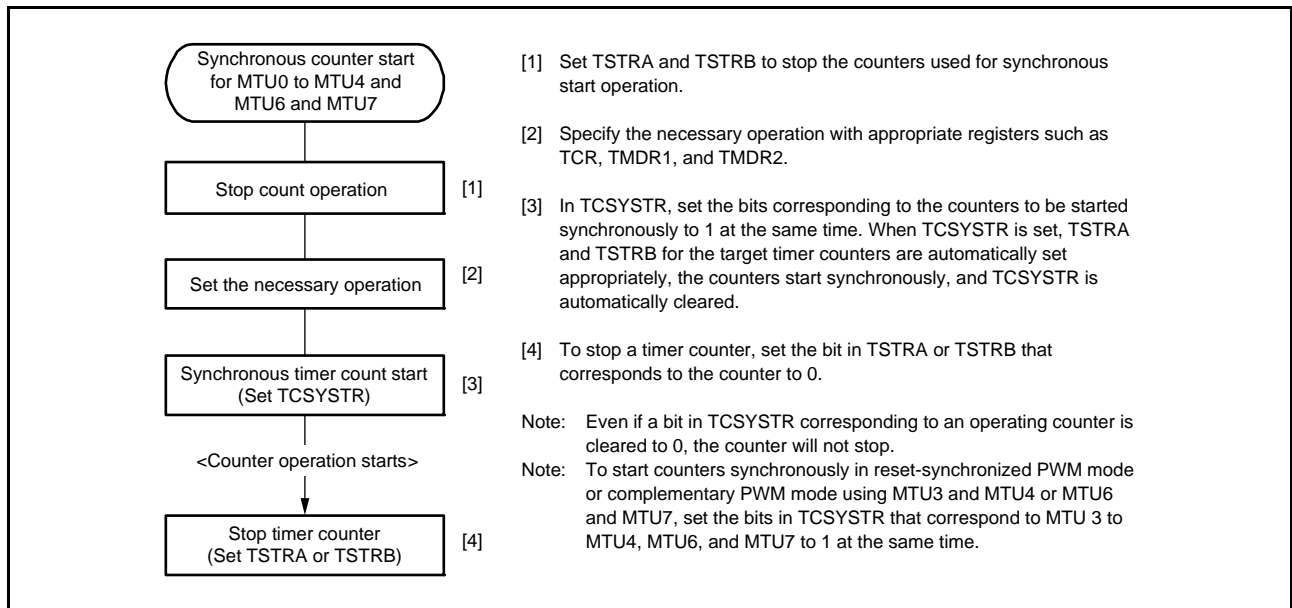 Synchronous counter start
for MTU0 to MTU4 and
MTU6 and MTU7
Stop count operation
[1]
Set the necessary operation
[2]
Synchronous timer count start
(Set TCSYSTR)
[3]
<Counter operation starts>
Stop timer counter
(Set TSTRA or TSTRB)
[4]
[1] Set TSTRA and TSTRB to stop the counters used for synchronous
start operation.
[2] Specify the necessary operation with appropriate registers such as
TCR, TMDR1, and TMDR2.
[3] In TCSYSTR, set the bits corresponding to the counters to be started
synchronously to 1 at the same time. When TCSYSTR is set, TSTRA
and TSTRB for the target timer counters are automatically set
appropriately, the counters start synchronously, and TCSYSTR is
automatically cleared.
[4] To stop a timer counter, set the bit in TSTRA or TSTRB that
corresponds to the counter to 0.
Note: Even if a bit in TCSYSTR corresponding to an operating counter is
cleared to 0, the counter will not stop.
Note: To start counters synchronously in reset-synchronized PWM mode
or complementary PWM mode using MTU3 and MTU4 or MTU6
and MTU7, set the bits in TCSYSTR that correspond to MTU 3 to
MTU4, MTU6, and MTU7 to 1 at the same time.